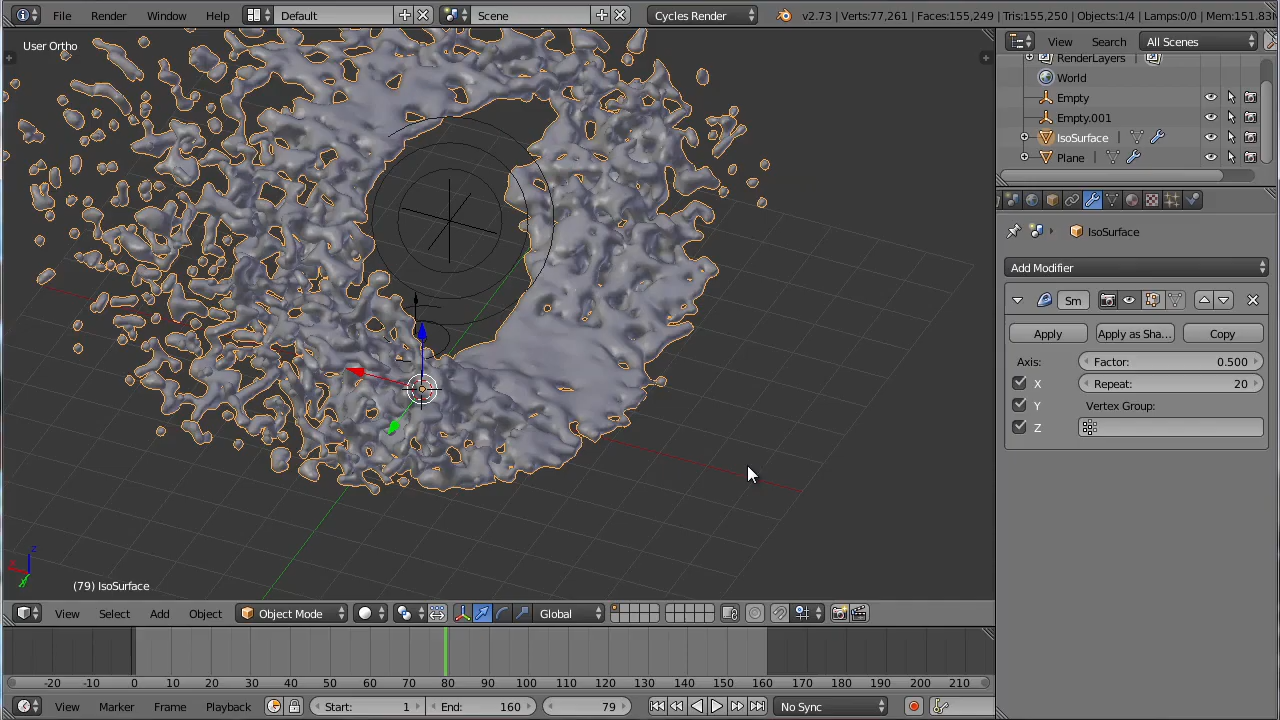 File Render Window Help Default Scene Cycles Render v2.73 | Verts:77,261 | Faces:155,249 | Tris:155,250 | Objects:1/4 | Lamps:0/0 | Mem:151.83
User Ortho
View Search All Scenes
RenderLayers
World
Empty
Empty.001
IsoSurface
Plane
IsoSurface
Add Modifier
Sm
Apply Apply as Sha... Copy
Axis: Factor: 0.500
X Repeat: 20
Y Vertex Group:
Z
x
y
z
(79) IsoSurface
View Select Add Object Object Mode Global
-20 -10 0 10 20 30 40 50 60 70 80 90 100 110 120 130 140 150 160 170 180 190 200 210
View Marker Frame Playback Start: 1 End: 160 79 No Sync